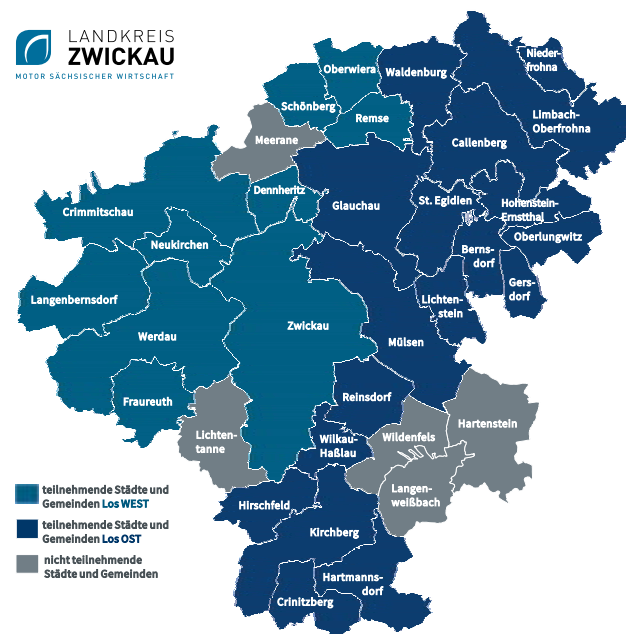 LANDKREIS
ZWICKAU
MOTOR SÄCHSISCHER WIRTSCHAFT
Nieder-
frohna
Oberwiera
Waldenburg
Schönberg
Remse
Limbach-
Oberfrohna
Meerane
Callenberg
Dennheritz
Glauchau
St. Egidien
Hohenstein-
Ernstthal
Crimmitschau
Oberlungwitz
Neukirchen
Berns-
dorf
Gers-
dorf
Langenbernsdorf
Lichten-
stein
Zwickau
Werdau
Mülsen
Reinsdorf
Fraureuth
Hartenstein
Lichten-
tanne
Wilkau-
Haßlau
Wildenfels
Langen-
weißbach
Hirschfeld
Kirchberg
Hartmanns-
dorf
Crinitzberg
teilnehmende Städte und
Gemeinden Los WEST
teilnehmende Städte und
Gemeinden Los OST
nicht teilnehmende
Städte und Gemeinden